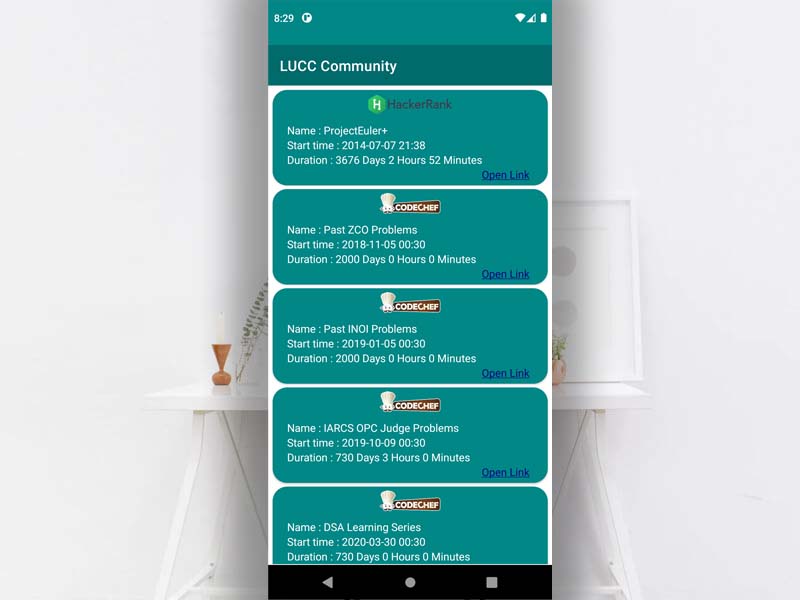 8:29
LUCC Community
HackerRank
Name : ProjectEuler+
Start time : 2014-07-07 21:38
Duration : 3676 Days 2 Hours 52 Minutes
Open Link
CODECHEF
Name : Past ZCO Problems
Start time : 2018-11-05 00:30
Duration : 2000 Days 0 Hours 0 Minutes
Open Link
CODECHEF
Name : Past INOI Problems
Start time : 2019-01-05 00:30
Duration : 2000 Days 0 Hours 0 Minutes
Open Link
CODECHEF
Name : IARCS OPC Judge Problems
Start time : 2019-10-09 00:30
Duration : 730 Days 3 Hours 0 Minutes
Open Link
CODECHEF
Name : DSA Learning Series
Start time : 2020-03-30 00:30
Duration : 730 Days 0 Hours 0 Minutes